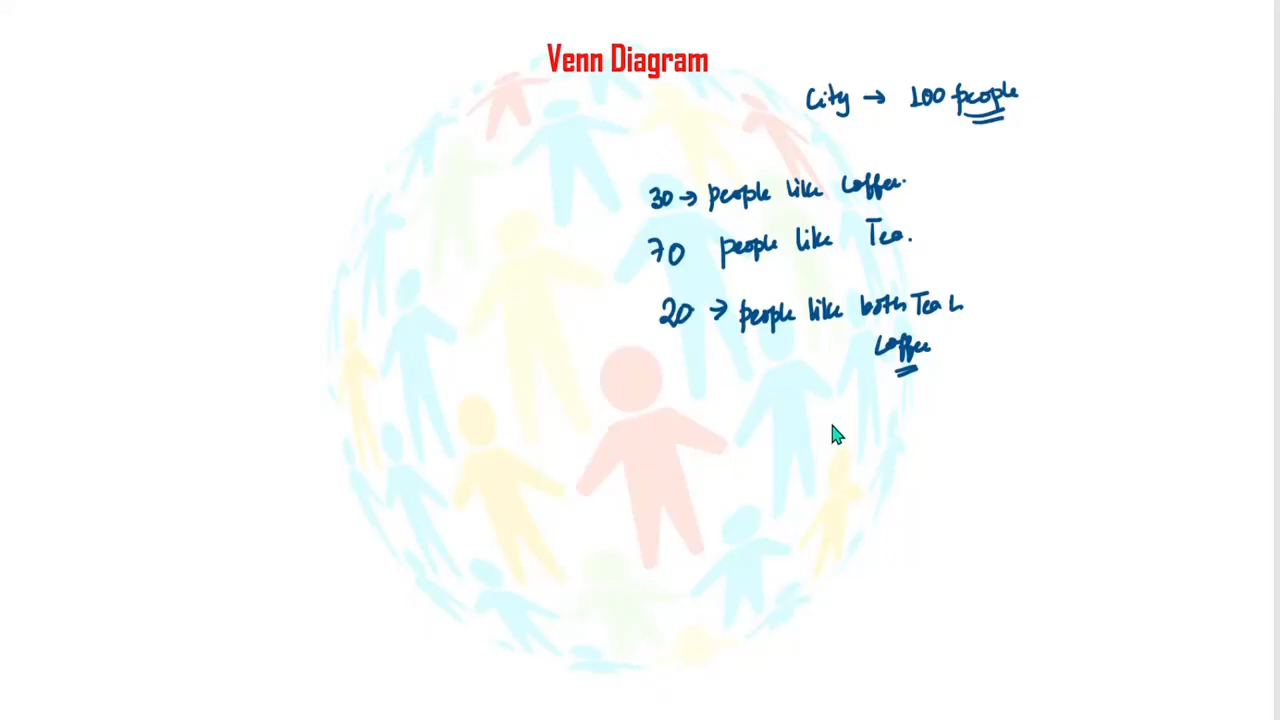 Venn Diagram
City → 100 people
30 → people like Coffee.
70 people like Tea.
20 → people like both Tea &
Coffee